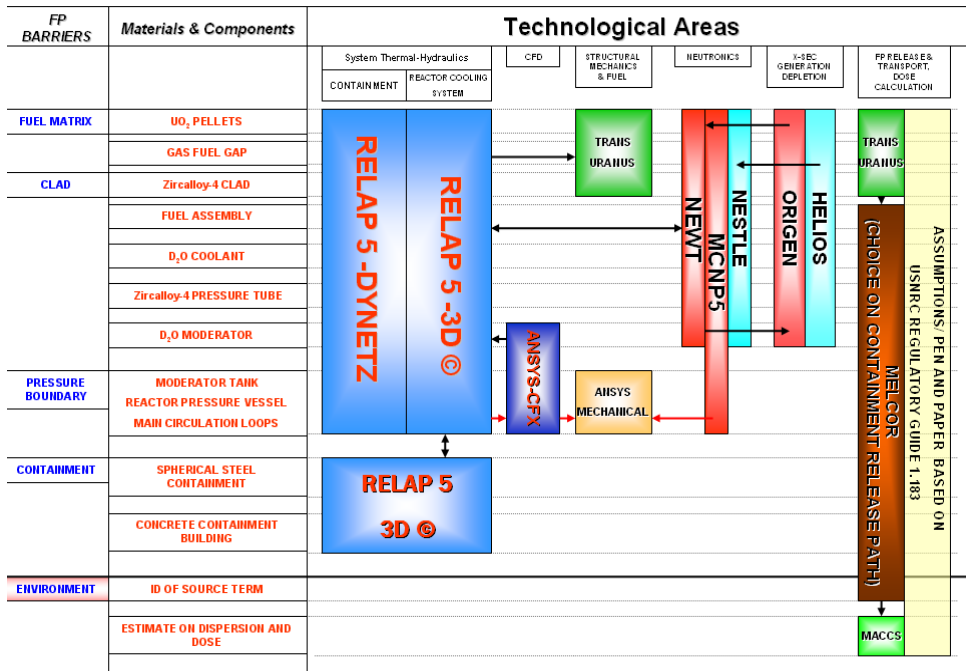 FP
BARRIERS
Materials & Components
Technological Areas
System Thermal-Hydraulics
CONTAINMENT
REACTOR COOLING
SYSTEM
CFD
STRUCTURAL
MECHANICS
& FUEL
NEUTRONICS
X-SEC
GENERATION
DEPLETION
FP RELEASE &
TRANSPORT,
DOSE
CALCULATION
FUEL MATRIX
UO₂ PELLETS
GAS FUEL GAP
CLAD
Zircalloy-4 CLAD
FUEL ASSEMBLY
D₂O COOLANT
Zircalloy-4 PRESSURE TUBE
D₂O MODERATOR
PRESSURE
BOUNDARY
MODERATOR TANK
REACTOR PRESSURE VESSEL
MAIN CIRCULATION LOOPS
CONTAINMENT
SPHERICAL STEEL
CONTAINMENT
CONCRETE CONTAINMENT
BUILDING
ENVIRONMENT
ID OF SOURCE TERM
ESTIMATE ON DISPERSION AND
DOSE
RELAP 5 -DYNETZ
RELAP 5 -3D ©
RELAP 5
3D ©
ANSYS-CFX
TRANS
URANUS
ANSYS
MECHANICAL
NEWT
MCNP5
NESTLE
ORIGEN
HELIOS
TRANS
URANUS
MELCOR
(CHOICE ON CONTAINMENT RELEASE PATH)
MACCS
ASSUMPTIONS/ PEN AND PAPER BASED ON
USNRC REGULATORY GUIDE 1.183